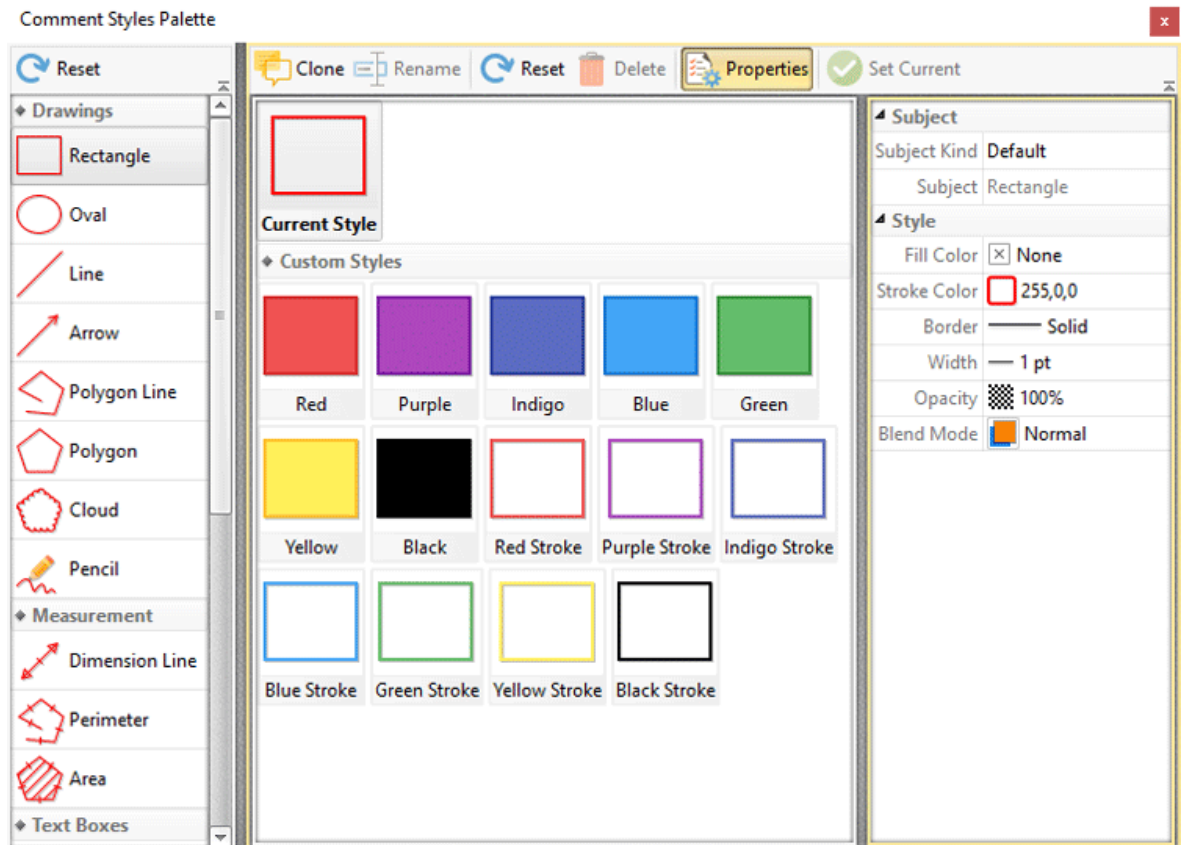 Comment Styles Palette
x
Reset
Drawings
Rectangle
Oval
Line
Arrow
Polygon Line
Polygon
Cloud
Pencil
Measurement
Dimension Line
Perimeter
Area
Text Boxes
Clone Rename Reset Delete Properties Set Current
Current Style
Custom Styles
Red Purple Indigo Blue Green
Yellow Black Red Stroke Purple Stroke Indigo Stroke
Blue Stroke Green Stroke Yellow Stroke Black Stroke
Subject
Subject Kind Default
Subject Rectangle
Style
Fill Color None
Stroke Color 255,0,0
Border Solid
Width 1 pt
Opacity 100%
Blend Mode Normal